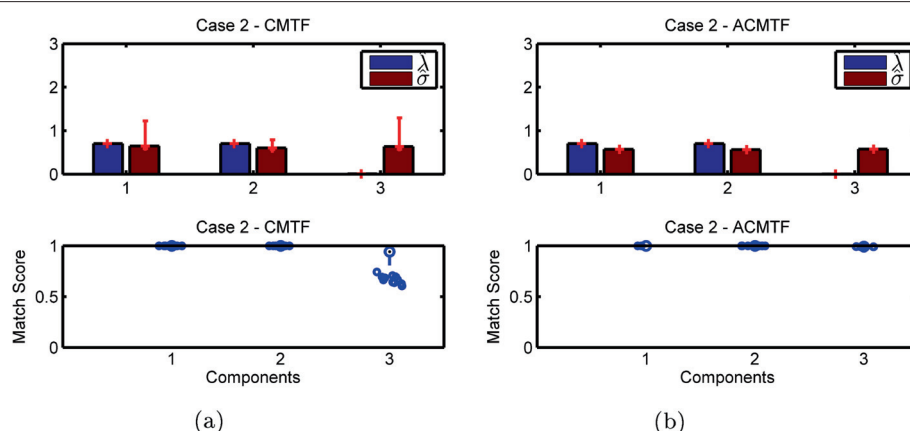 Case 2 - CMTF
3
2
1
0
λ̂
σ̂
1 2 3
Case 2 - CMTF
Match Score
1
0.5
0
1 2 3
Components
(a)
Case 2 - ACMTF
3
2
1
0
λ̂
σ̂
1 2 3
Case 2 - ACMTF
Match Score
1
0.5
0
1 2 3
Components
(b)